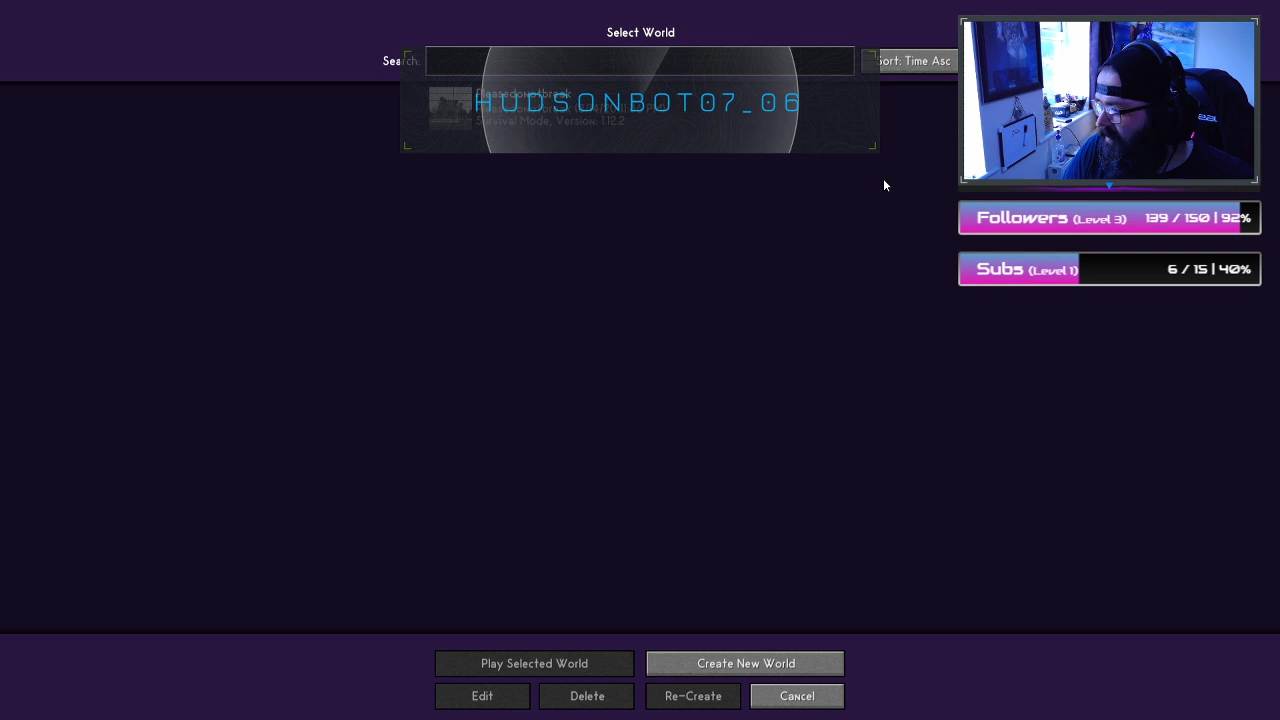 Select World
Search:
Sort: Time Asc
Pleasedonotbreak
HUDSONBOT07_06
Survival Mode, Version: 1.12.2
Followers (Level 3) 139 / 150 | 92%
Subs (Level 1) 6 / 15 | 40%
Play Selected World
Create New World
Edit
Delete
Re-Create
Cancel